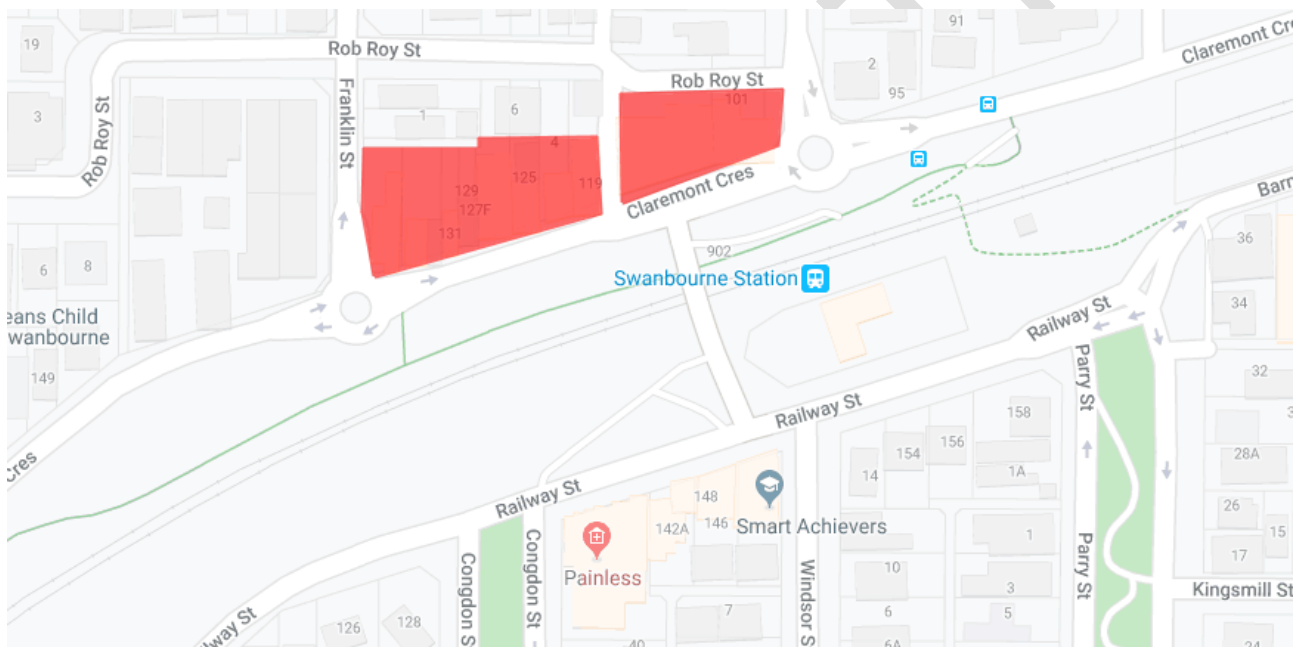 91
19
Rob Roy St
Claremont Cre
2
Rob Roy St
95
101
3
1
6
Franklin St
Rob Roy St
4
125
129
119
127F
Claremont Cres
Barr
131
902
36
6
8
Swanbourne Station
34
eans Child
wanbourne
Railway St
149
32
Parry St
Railway St
158
cres
156
154
28A
14
1A
148
Railway St
26
142A
146
Smart Achievers
15
1
17
Painless
Congdon S
Congdon St
Windsor S
Parry St
10
3
Kingsmill St
7
6
5
126
128
lway St
40
6A
24